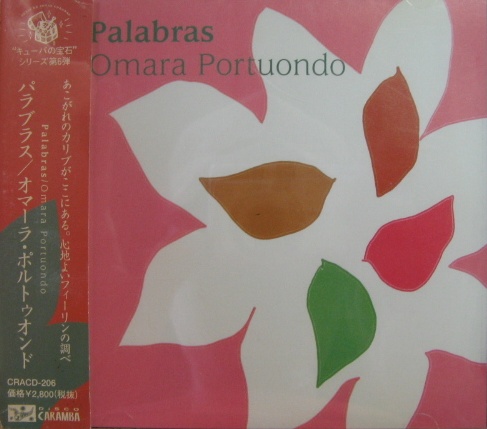 Palabras
Omara Portuondo
"キューバの宝石"
シリーズ第6弾
あこがれのカリブがここにある。心地よいフィーリンの調べ
Palabras/Omara Portuondo
パラブラス/オマーラ・ポルトゥオンド
CRACD-206
価格¥2,800(税抜)
DISCO
CARAMBA